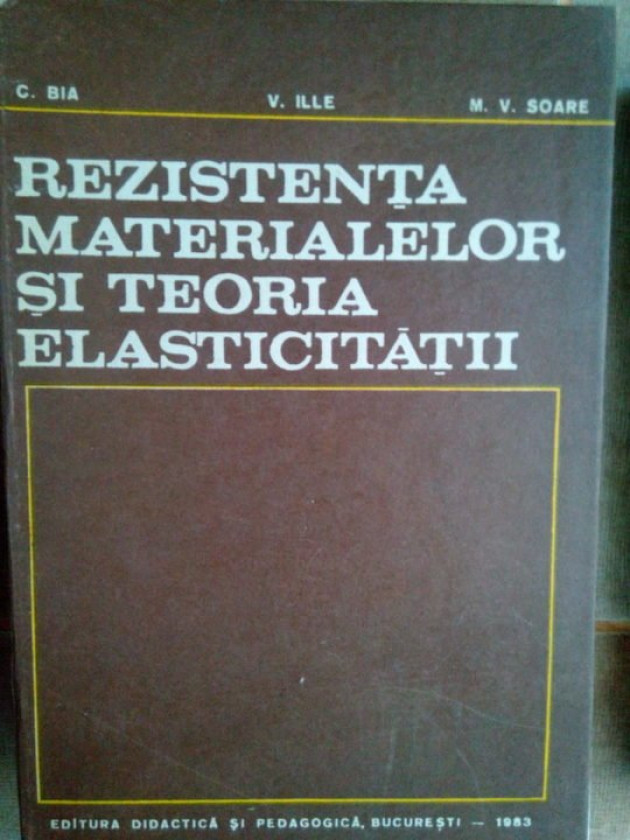 C. BIA V. ILLE M. V. SOARE
REZISTENȚA
MATERIALELOR
ȘI TEORIA
ELASTICITĂȚII
EDITURA DIDACTICĂ ȘI PEDAGOGICĂ, BUCUREȘTI — 1983